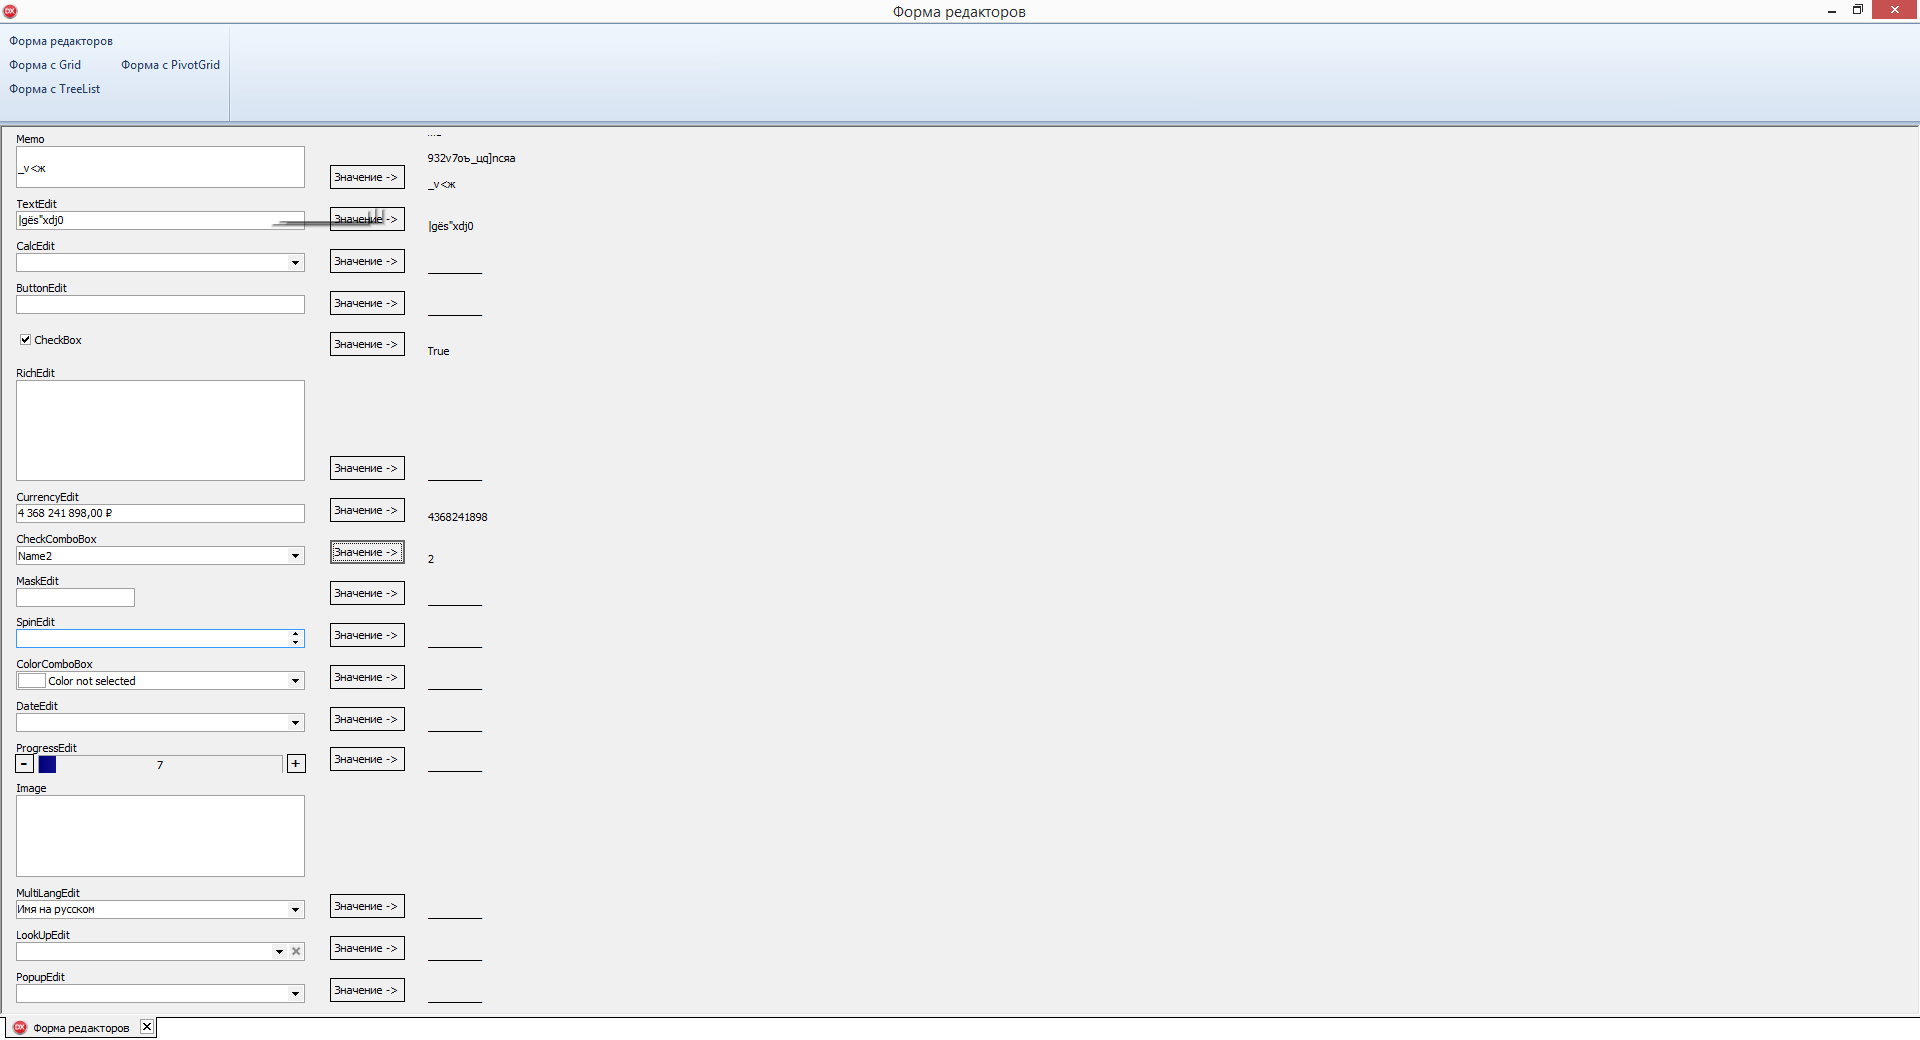 Форма редакторов
Форма редакторов
Форма с Grid
Форма с PivotGrid
Форма с TreeList
Memo
_v<ж
Значение ->
932v7оъ_цq]nсяа
_v<ж
TextEdit
|gёs"xdj0
Значение ->
|gёs"xdj0
CalcEdit
Значение ->
ButtonEdit
Значение ->
CheckBox
Значение ->
True
RichEdit
Значение ->
CurrencyEdit
4 368 241 898,00 ₽
Значение ->
4368241898
CheckComboBox
Name2
Значение ->
2
MaskEdit
Значение ->
SpinEdit
Значение ->
ColorComboBox
Color not selected
Значение ->
DateEdit
Значение ->
ProgressEdit
- 7 +
Значение ->
Image
MultiLangEdit
Имя на русском
Значение ->
LookUpEdit
Значение ->
PopupEdit
Значение ->
Форма редакторов